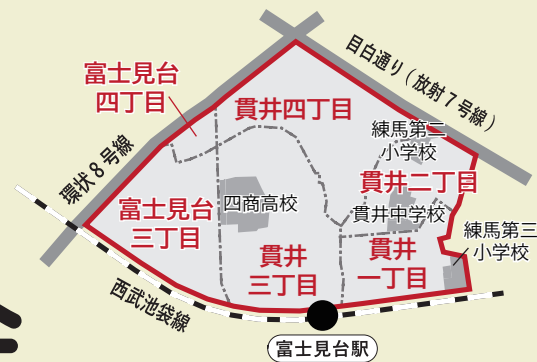 目白通り(放射7号線)
富士見台
四丁目
貫井四丁目
練馬第二
小学校
環状8号線
貫井二丁目
富士見台
三丁目
四商高校
貫井中学校
練馬第三
小学校
貫井
三丁目
貫井
一丁目
西武池袋線
富士見台駅